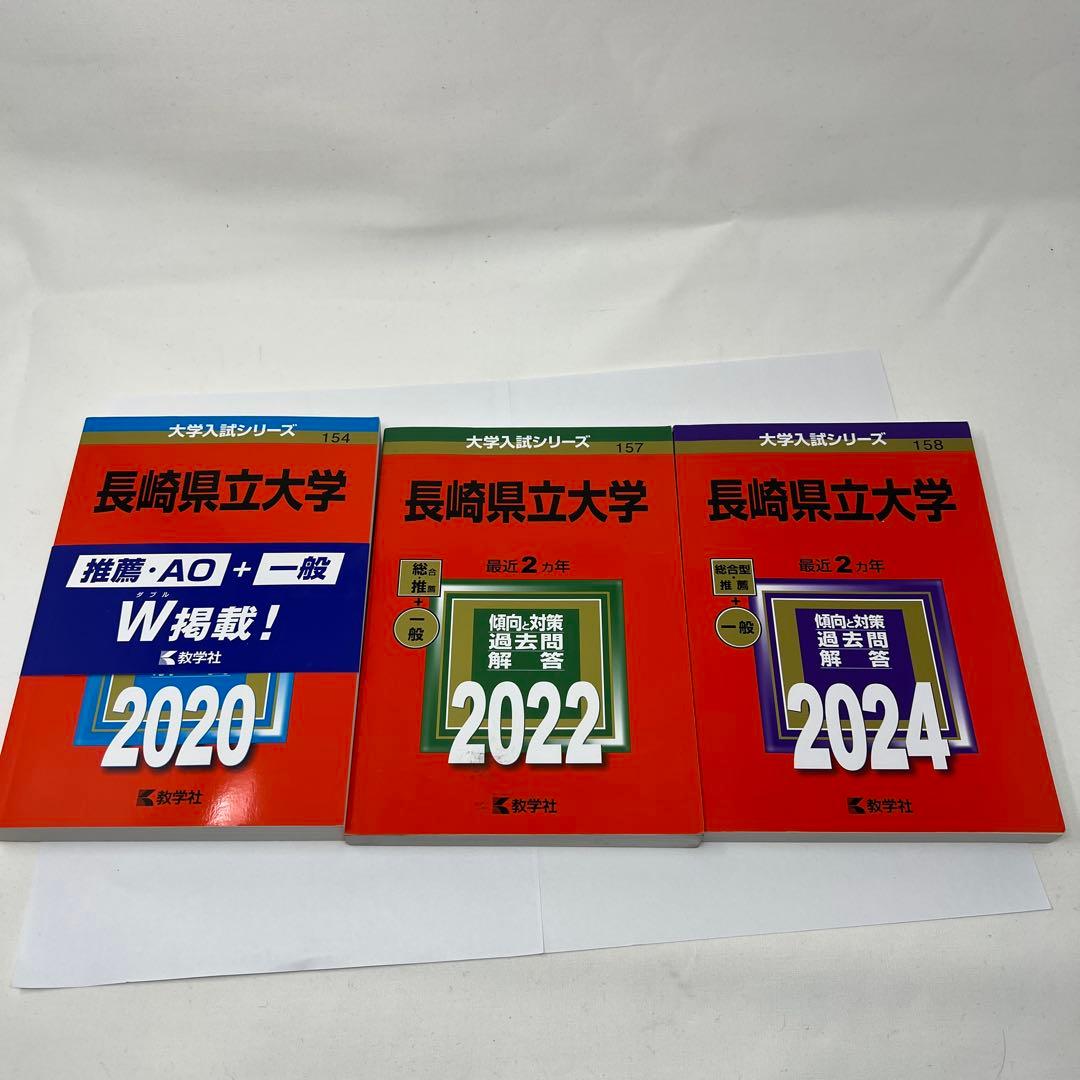 大学入試シリーズ
154
長崎県立大学
推薦・AO + 一般
ダブル
W掲載!
教学社
2020
教学社
大学入試シリーズ
157
長崎県立大学
最近2ヵ年
総合・推薦
+
一般
傾向と対策
過去問
解答
2022
教学社
大学入試シリーズ
158
長崎県立大学
最近2ヵ年
総合型・推薦
+
一般
傾向と対策
過去問
解答
2024
教学社